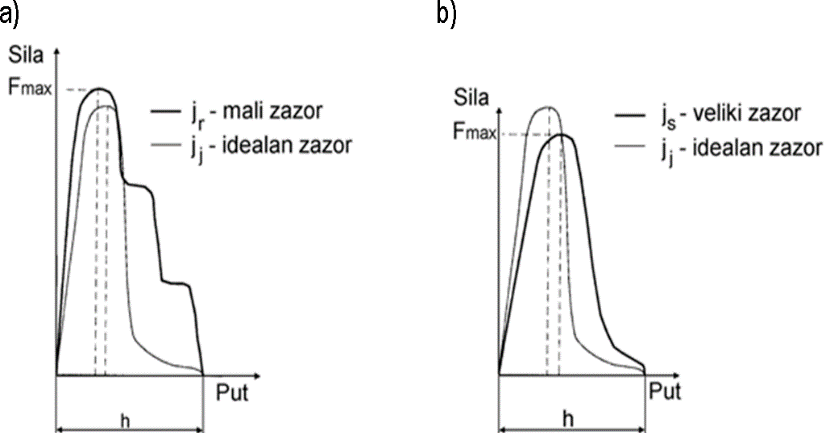 a)
Sila
Fmax
jr - mali zazor
jj - idealan zazor
Put
h
b)
Sila
Fmax
js - veliki zazor
jj - idealan zazor
Put
h